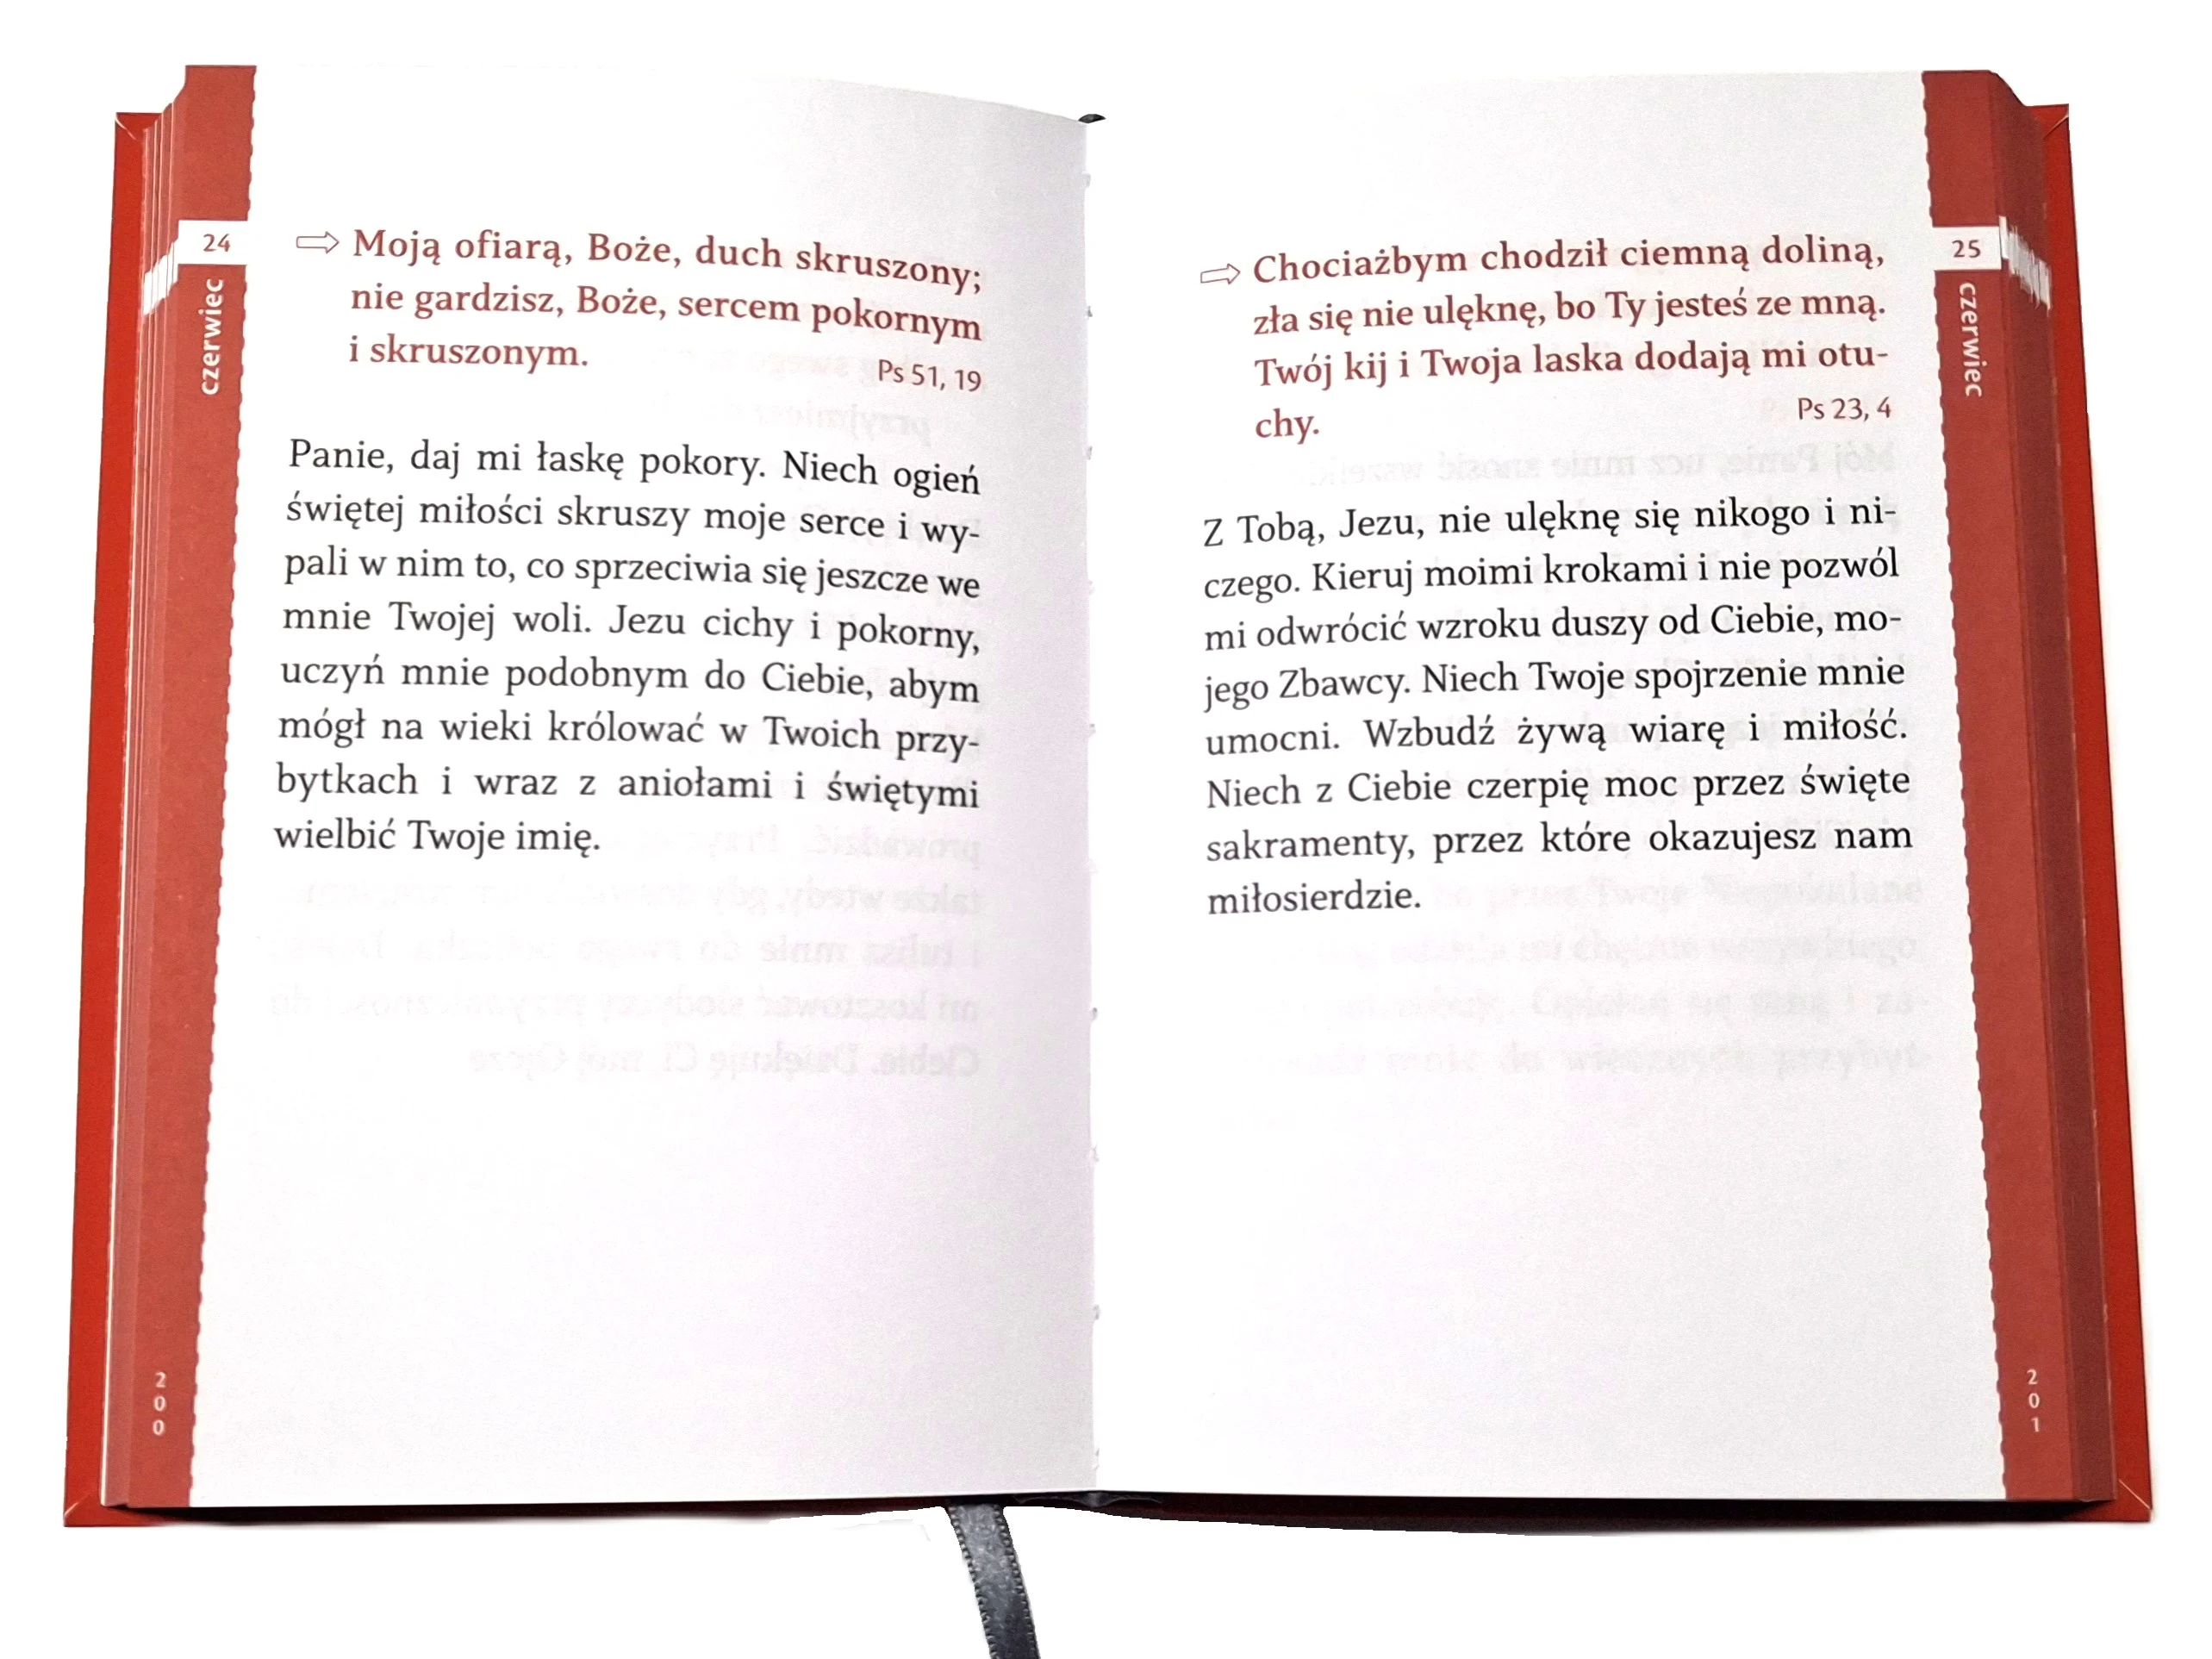 24
czerwiec
⇨ Moją ofiarą, Boże, duch skruszony;
nie gardzisz, Boże, sercem pokornym
i skruszonym.
Ps 51, 19
Panie, daj mi łaskę pokory. Niech ogień
świętej miłości skruszy moje serce i wy-
pali w nim to, co sprzeciwia się jeszcze we
mnie Twojej woli. Jezu cichy i pokorny,
uczyń mnie podobnym do Ciebie, abym
mógł na wieki królować w Twoich przy-
bytkach i wraz z aniołami i świętymi
wielbić Twoje imię.
200
25
czerwiec
⇨ Chociażbym chodził ciemną doliną,
zła się nie ulęknę, bo Ty jesteś ze mną.
Twój kij i Twoja laska dodają mi otu-
chy.
Ps 23, 4
Z Tobą, Jezu, nie ulęknę się nikogo i ni-
czego. Kieruj moimi krokami i nie pozwól
mi odwrócić wzroku duszy od Ciebie, mo-
jego Zbawcy. Niech Twoje spojrzenie mnie
umocni. Wzbudź żywą wiarę i miłość.
Niech z Ciebie czerpię moc przez święte
sakramenty, przez które okazujesz nam
miłosierdzie.
201